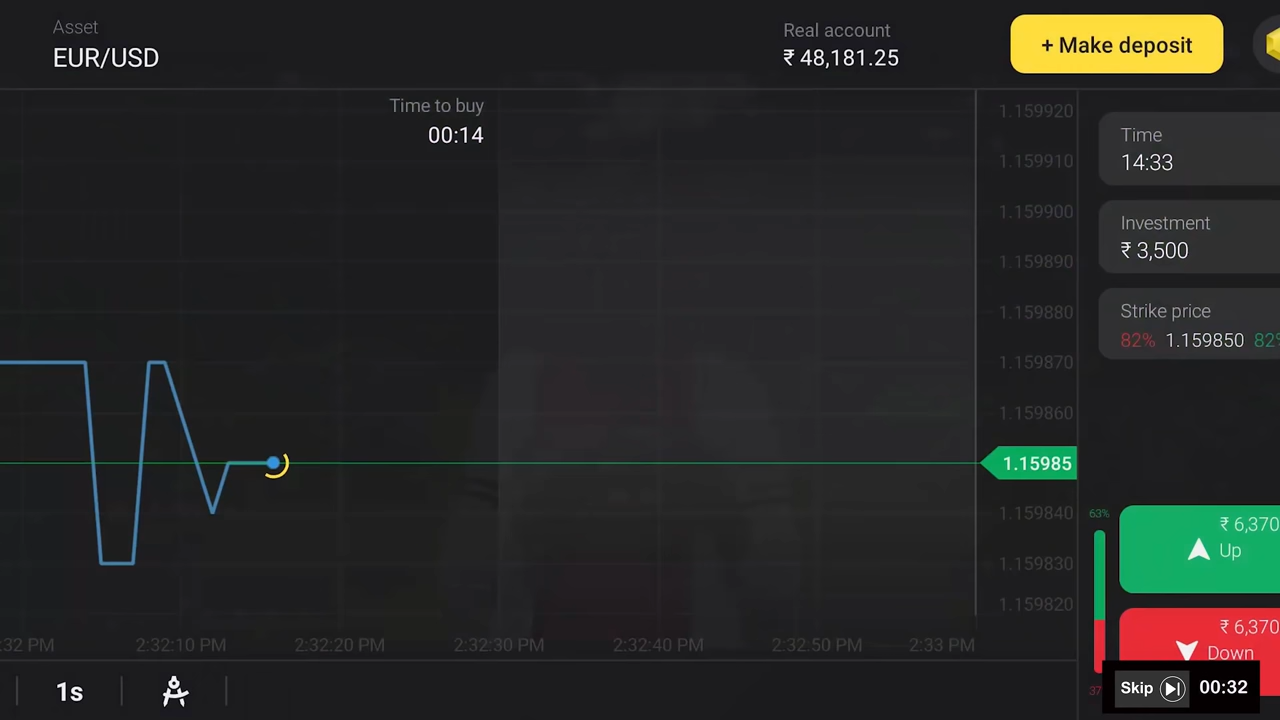 Asset
EUR/USD
Real account
₹ 48,181.25
+ Make deposit
Time to buy
00:14
1.159920
1.159910
1.159900
1.159890
1.159880
1.159870
1.159860
1.15985
1.159840
1.159830
1.159820
Time
14:33
Investment
₹ 3,500
Strike price
82% 1.159850 82%
63%
₹ 6,370
Up
₹ 6,370
Down
37
:32 PM
2:32:10 PM
2:32:20 PM
2:32:30 PM
2:32:40 PM
2:32:50 PM
2:33 PM
1s
Skip
00:32